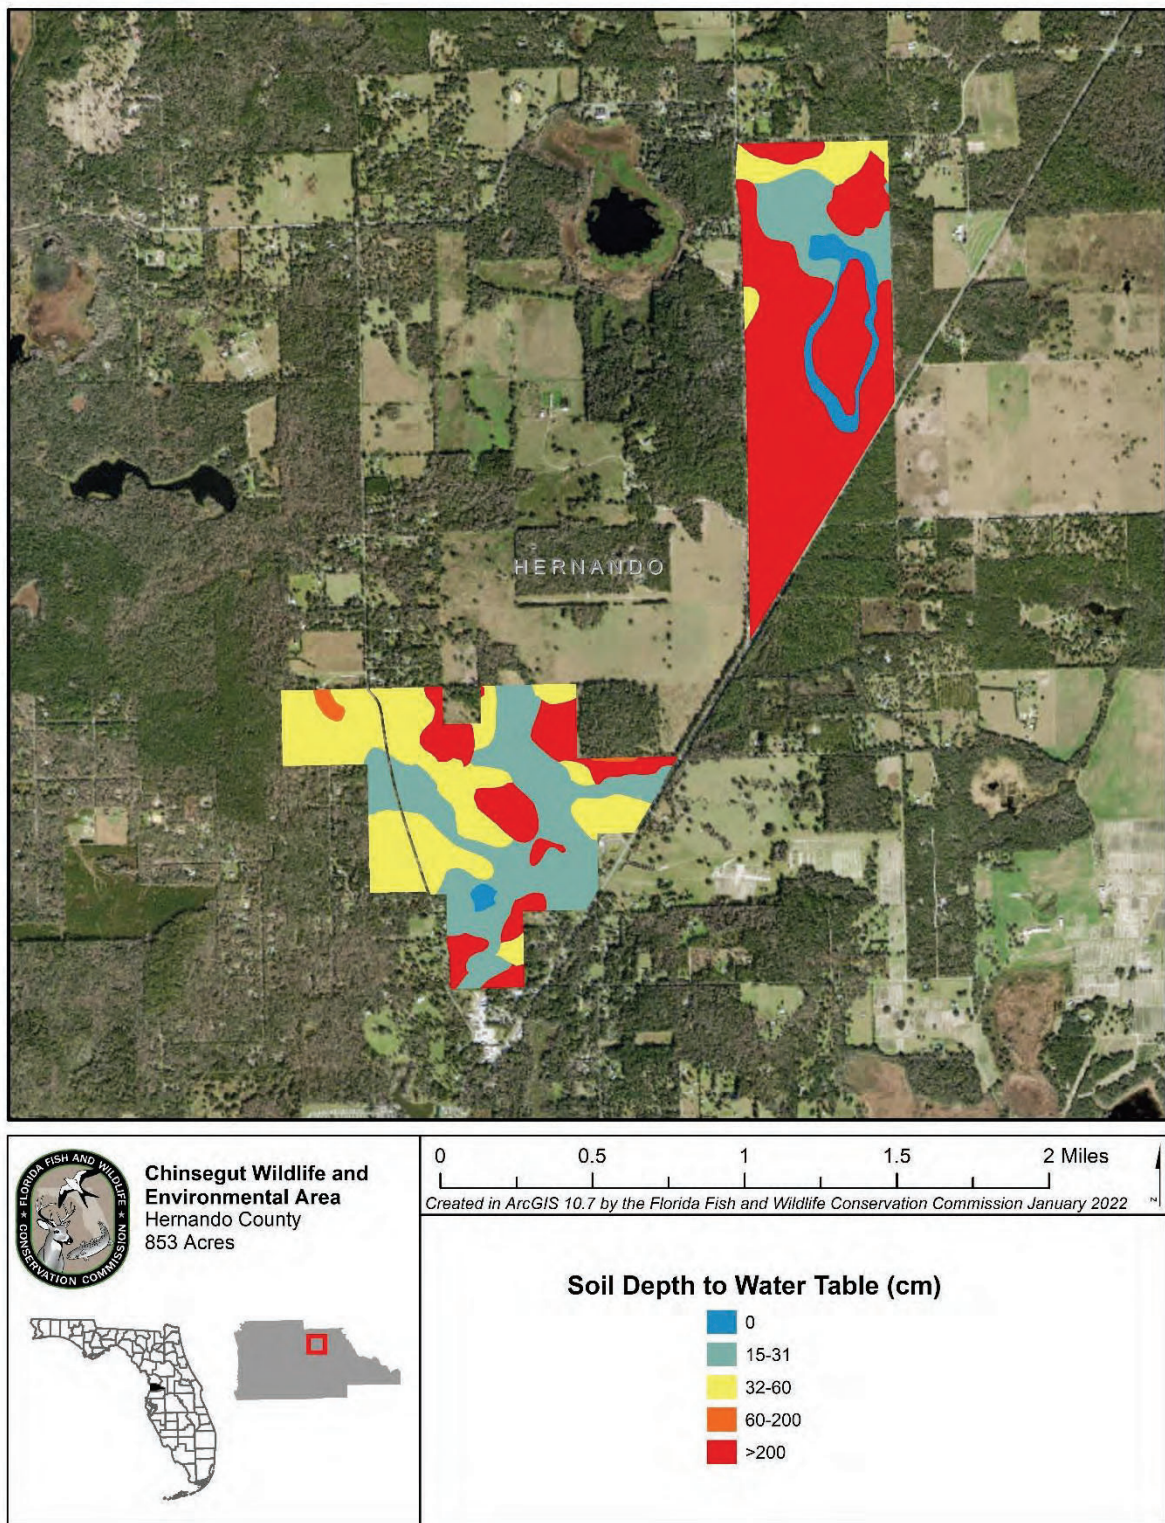 HERNANDO
FLORIDA FISH AND WILDLIFE
CONSERVATION COMMISSION
Chinsegut Wildlife and
Environmental Area
Hernando County
853 Acres
0 0.5 1 1.5 2 Miles
Created in ArcGIS 10.7 by the Florida Fish and Wildlife Conservation Commission January 2022
N
Soil Depth to Water Table (cm)
0
15-31
32-60
60-200
>200